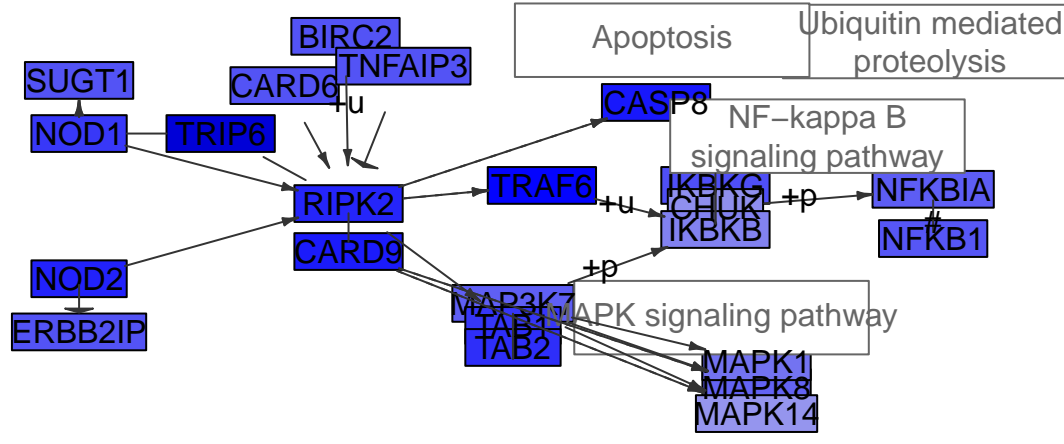 BIRC2
Apoptosis
Ubiquitin mediated
proteolysis
TNFAIP3
SUGT1
CARD6
+u
CASP8
NOD1
TRIP6
NF−kappa B
signaling pathway
IKBKG
TRAF6
NFKBIA
RIPK2
+u
CHUK
+p
IKBKB
#
NFKB1
CARD9
NOD2
+p
MAP3K7
MAPK signaling pathway
TAB1
ERBB2IP
TAB2
MAPK1
MAPK8
MAPK14